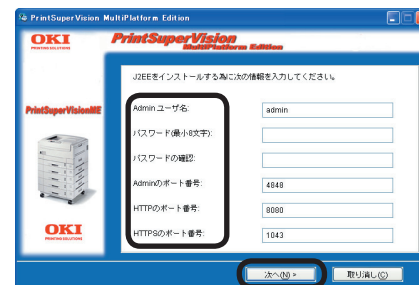 PrintSuperVision MultiPlatform Edition
OKI
PRINTING SOLUTIONS
PrintSuperVision
MultiPlatform Edition
J2EEをインストールする為に次の情報を入力してください。
PrintSuperVisionME
Admin ユーザ名:
admin
パスワード(最小8文字):
パスワードの確認:
Adminのポート番号:
4848
HTTPのポート番号:
8080
HTTPSのポート番号:
1043
OKI
PRINTING SOLUTIONS
次へ(N) >
取り消し(C)